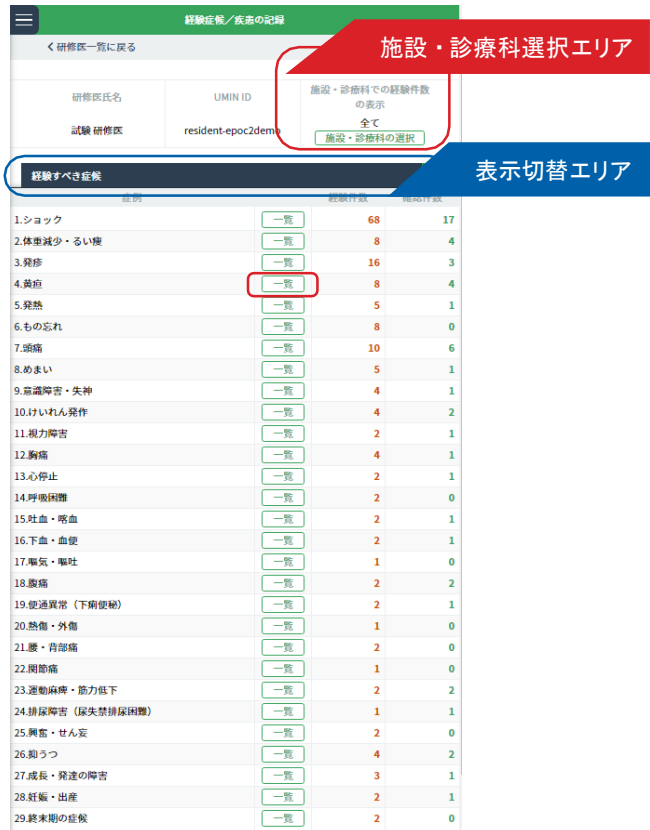 経験症候／疾患の記録
研修医一覧に戻る
施設・診療科選択エリア
研修医氏名 UMIN ID 施設・診療科での経験件数
の表示
試験 研修医 resident-epoc2demo 全て
施設・診療科の選択
表示切替エリア
経験すべき症候
症例 経験件数 確認件数
1.ショック 一覧 68 17
2.体重減少・るい痩 一覧 8 4
3.発疹 一覧 16 3
4.黄疸 一覧 8 4
5.発熱 一覧 5 1
6.もの忘れ 一覧 8 0
7.頭痛 一覧 10 6
8.めまい 一覧 5 1
9.意識障害・失神 一覧 4 1
10.けいれん発作 一覧 4 2
11.視力障害 一覧 2 1
12.胸痛 一覧 4 1
13.心停止 一覧 2 1
14.呼吸困難 一覧 2 0
15.吐血・喀血 一覧 2 1
16.下血・血便 一覧 2 1
17.嘔気・嘔吐 一覧 1 0
18.腹痛 一覧 2 2
19.便通異常（下痢便秘） 一覧 2 1
20.熱傷・外傷 一覧 1 0
21.腰・背部痛 一覧 2 0
22.関節痛 一覧 1 0
23.運動麻痺・筋力低下 一覧 2 2
24.排尿障害（尿失禁排尿困難） 一覧 1 1
25.興奮・せん妄 一覧 2 0
26.抑うつ 一覧 4 2
27.成長・発達の障害 一覧 3 1
28.妊娠・出産 一覧 2 1
29.終末期の症候 一覧 2 0